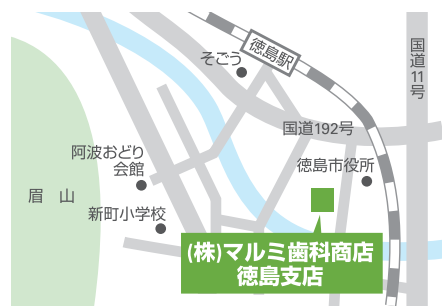 徳島駅
そごう
国道11号
国道192号
阿波おどり
会館
徳島市役所
眉 山
新町小学校
(株)マルミ歯科商店
徳島支店